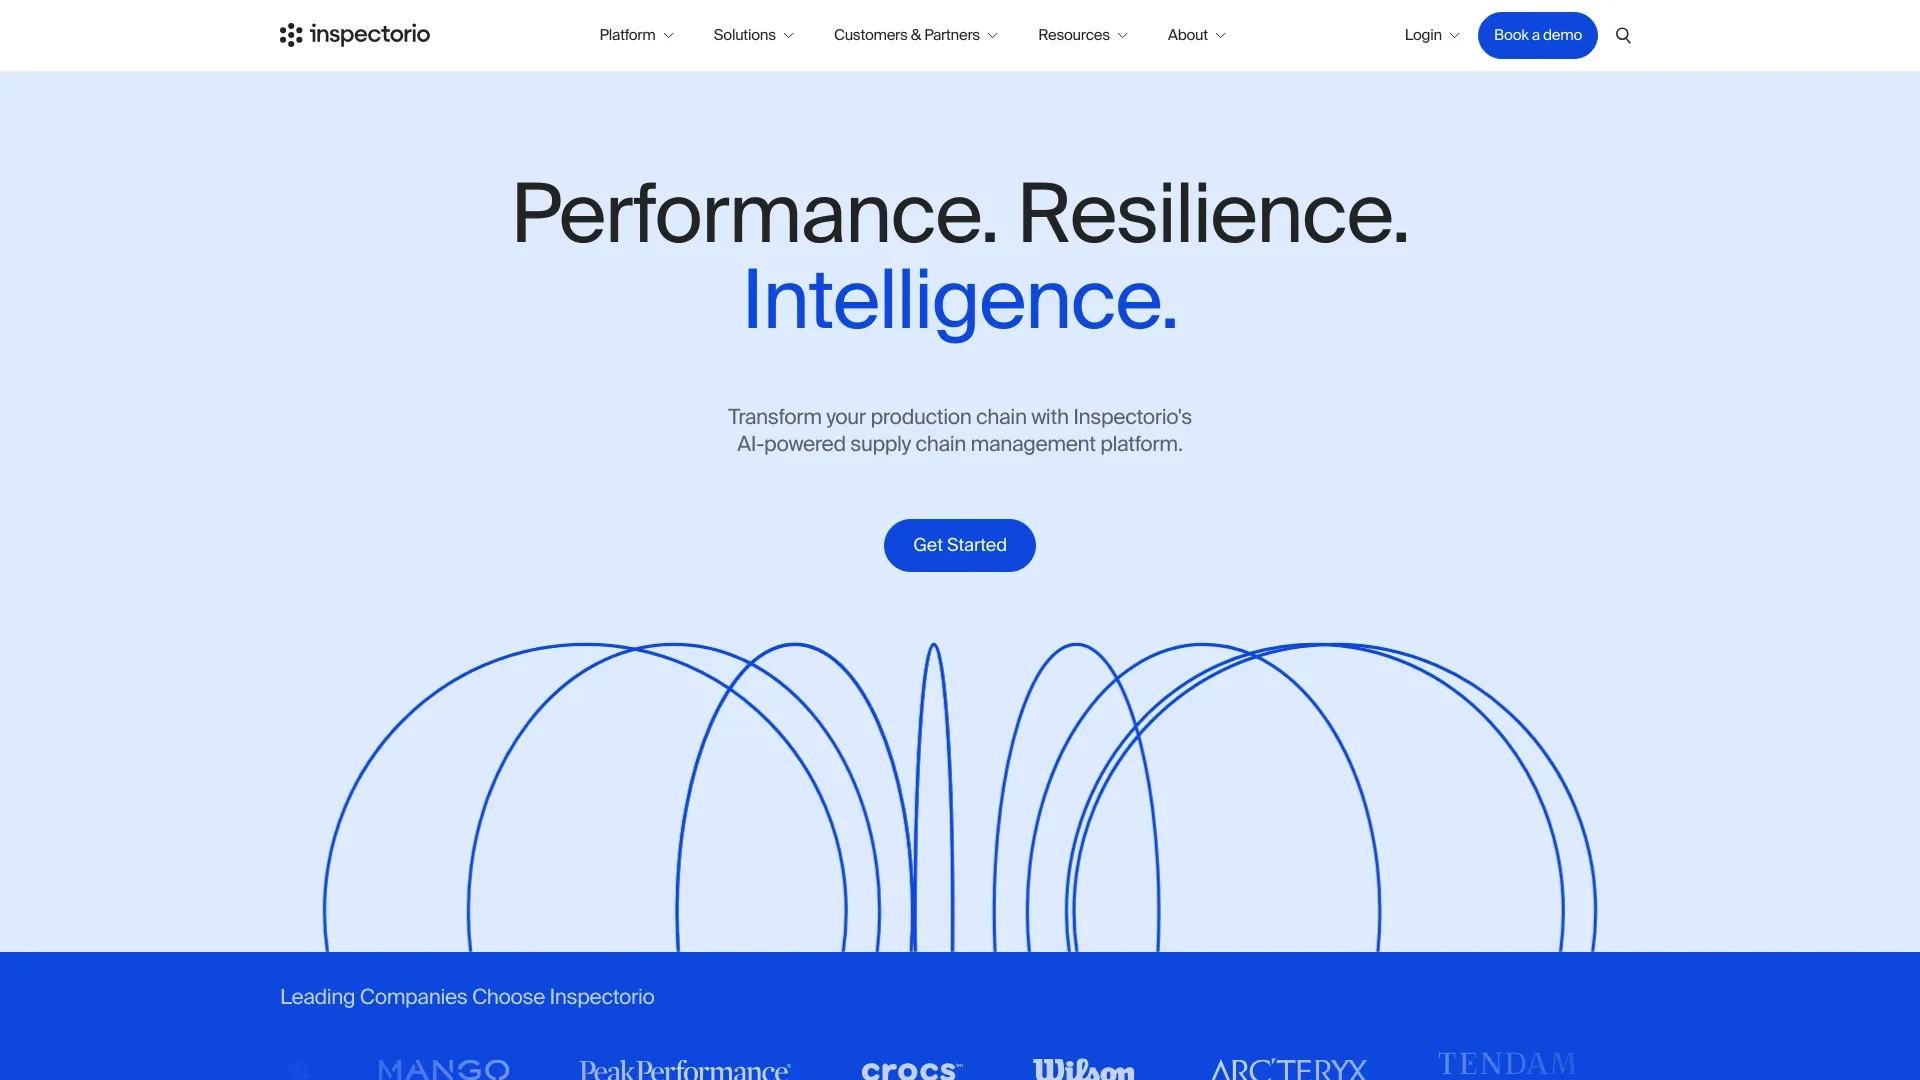 inspectorio
Platform
Solutions
Customers & Partners
Resources
About
Login
Book a demo
Performance. Resilience.
Intelligence.
Transform your production chain with Inspectorio's
AI-powered supply chain management platform.
Get Started
Leading Companies Choose Inspectorio
MANGO
PeakPerformance®
crocs™
Wilson
ARC'TERYX
TENDAM